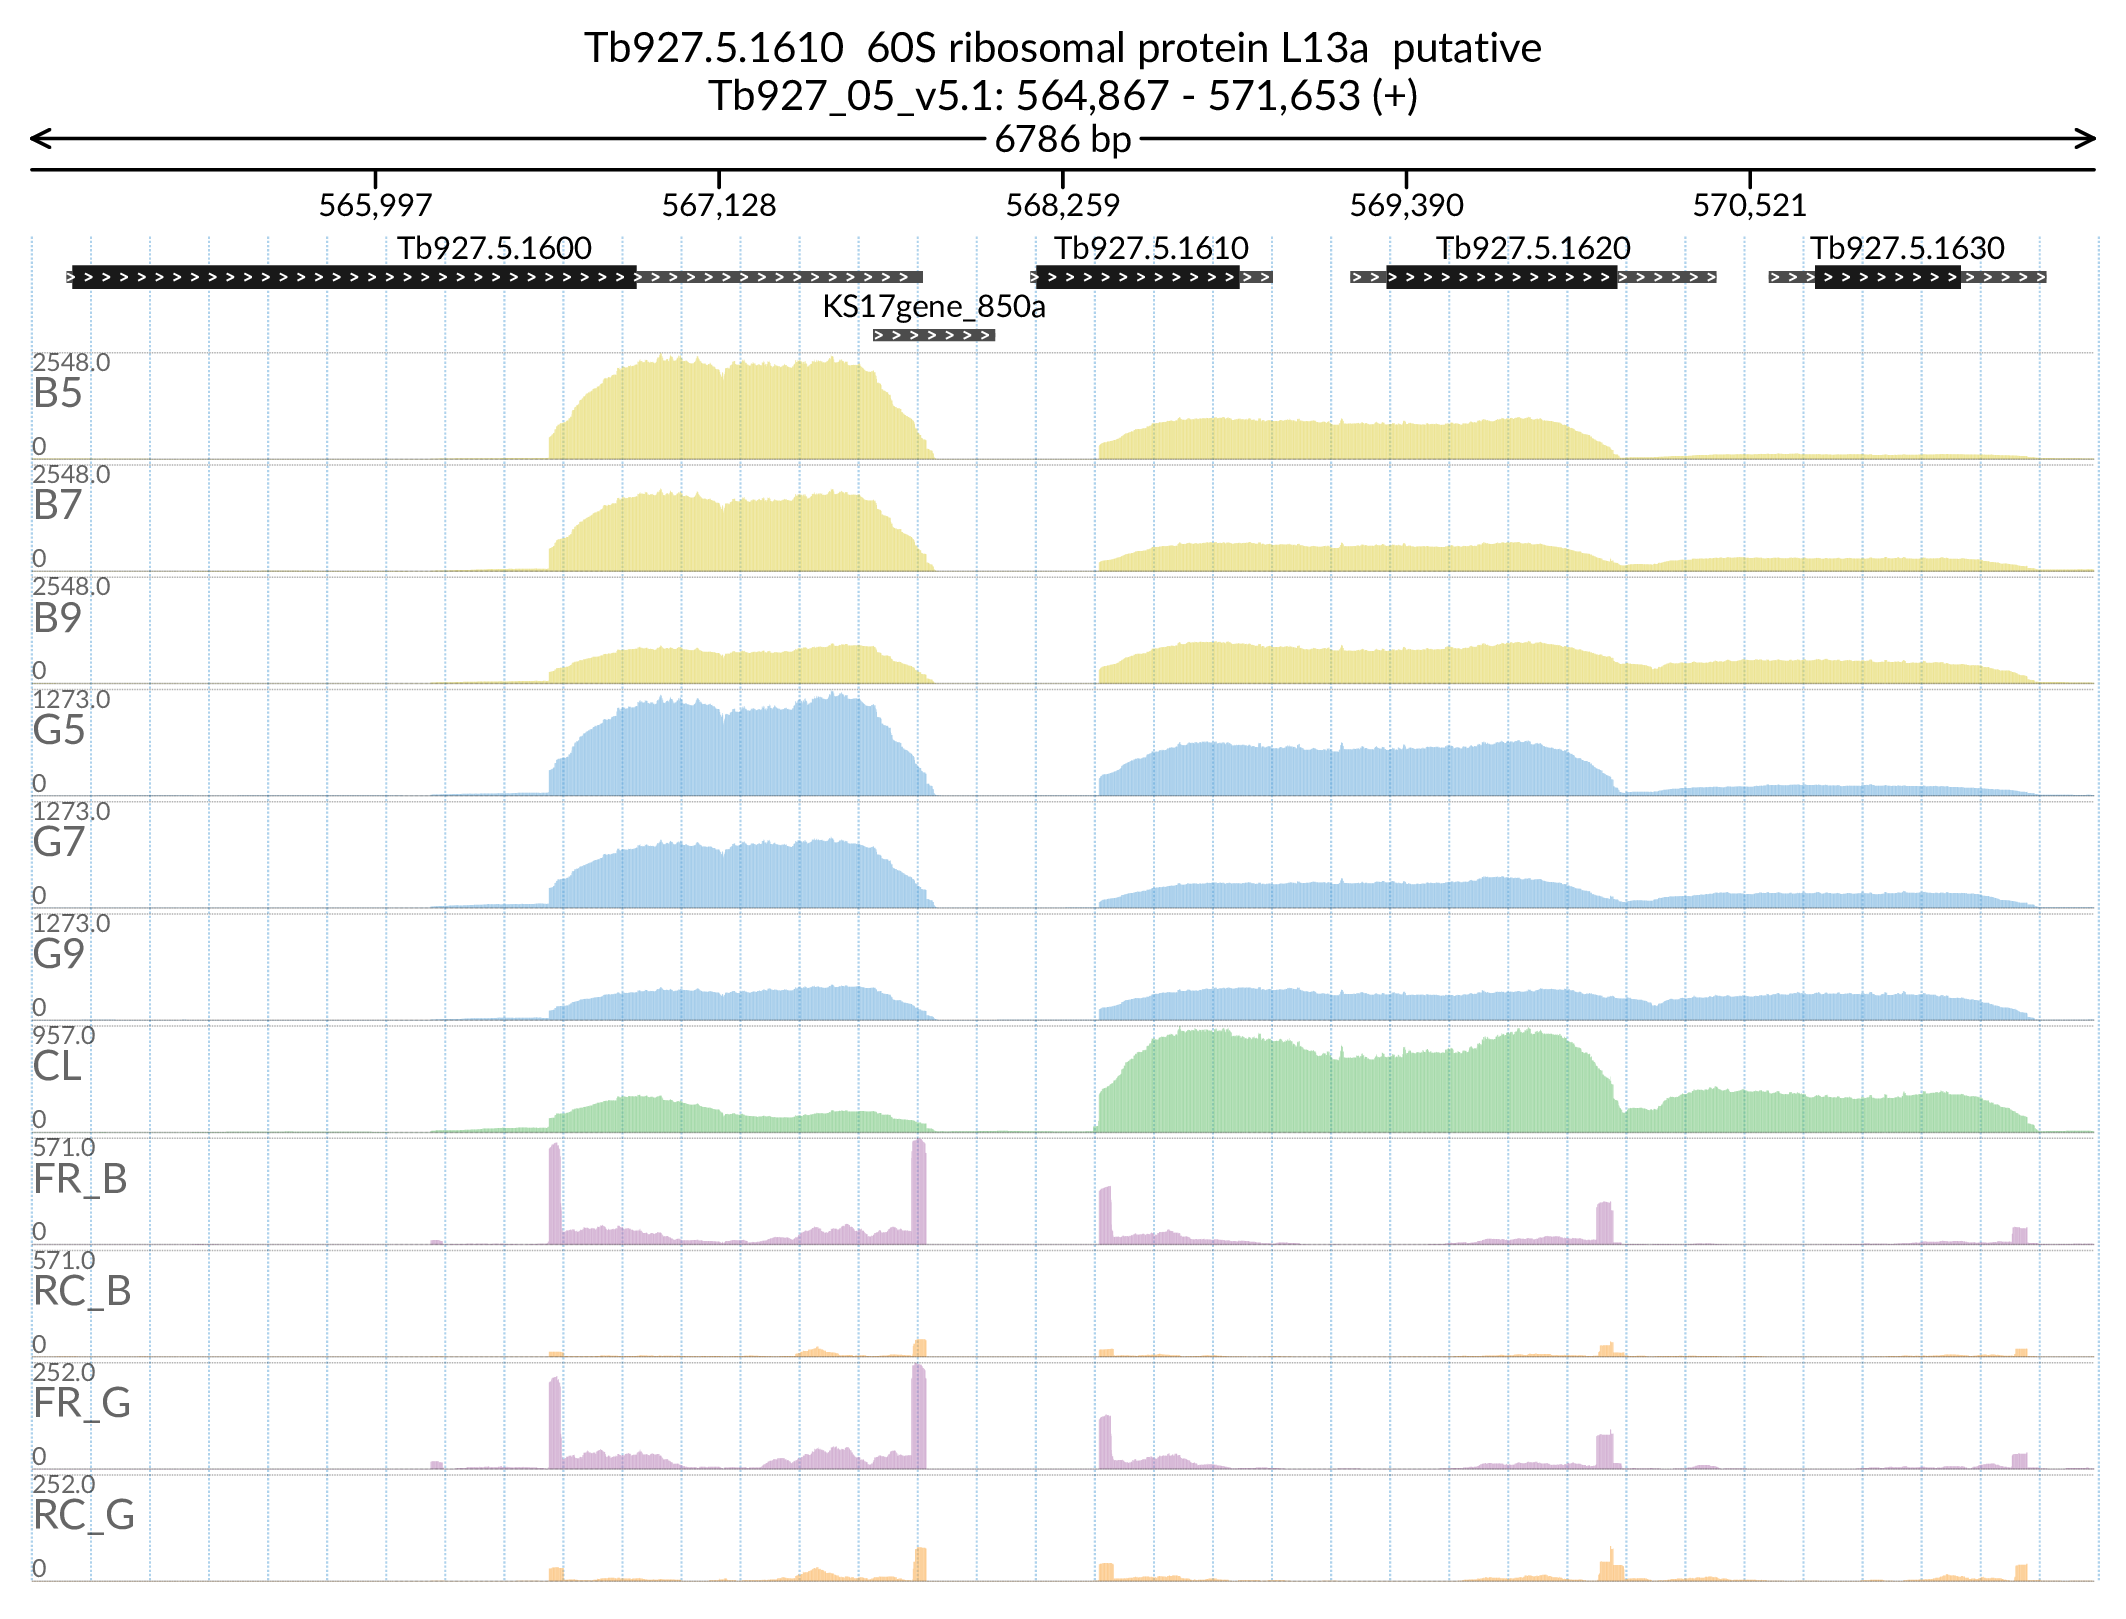 Tb927.5.1610  60S ribosomal protein L13a  putative
Tb927_05_v5.1: 564,867 - 571,653 (+)
6786 bp
565,997 567,128 568,259 569,390 570,521
Tb927.5.1600 Tb927.5.1610 Tb927.5.1620 Tb927.5.1630
KS17gene_850a
2548.0
B5
0
2548.0
B7
0
2548.0
B9
0
1273.0
G5
0
1273.0
G7
0
1273.0
G9
0
957.0
CL
0
571.0
FR_B
0
571.0
RC_B
0
252.0
FR_G
0
252.0
RC_G
0